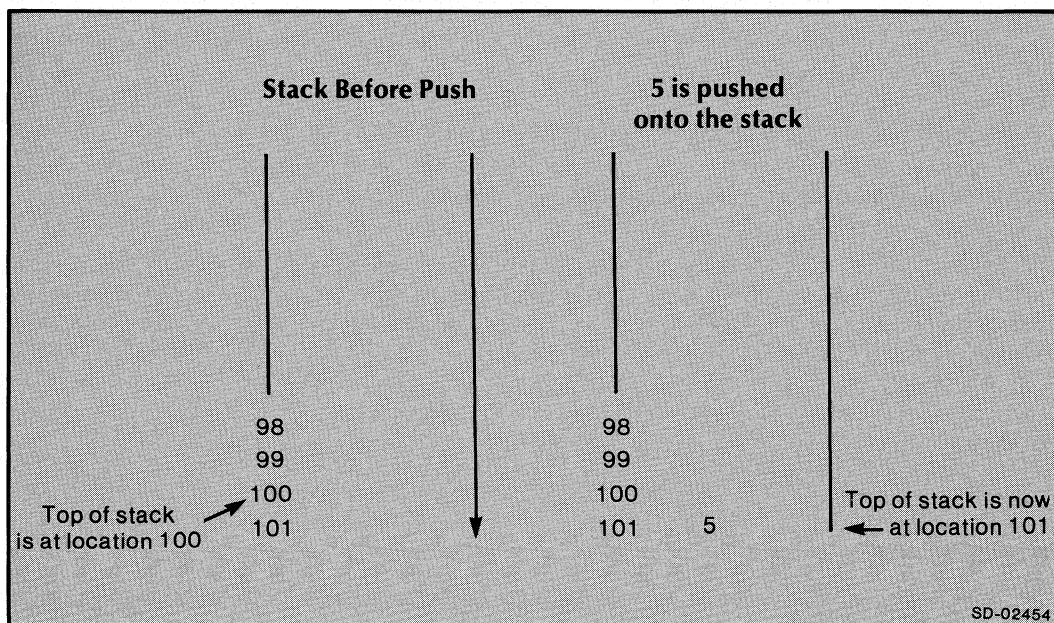 Stack Before Push
5 is pushed
onto the stack
98
99
100
101
Top of stack
is at location 100
98
99
100
101 5
Top of stack is now
at location 101
SD-02454